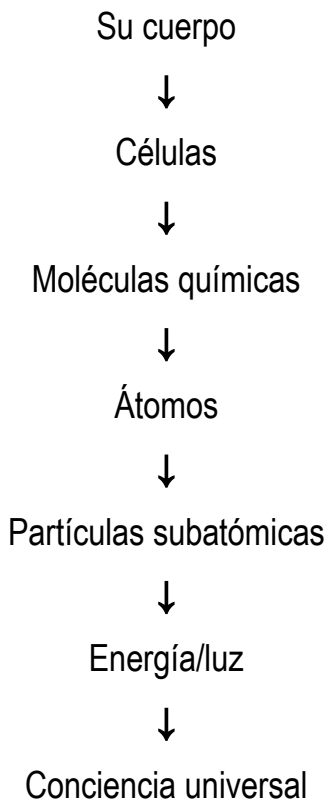 Su cuerpo
↓
Células
↓
Moléculas químicas
↓
Átomos
↓
Partículas subatómicas
↓
Energía/luz
↓
Conciencia universal